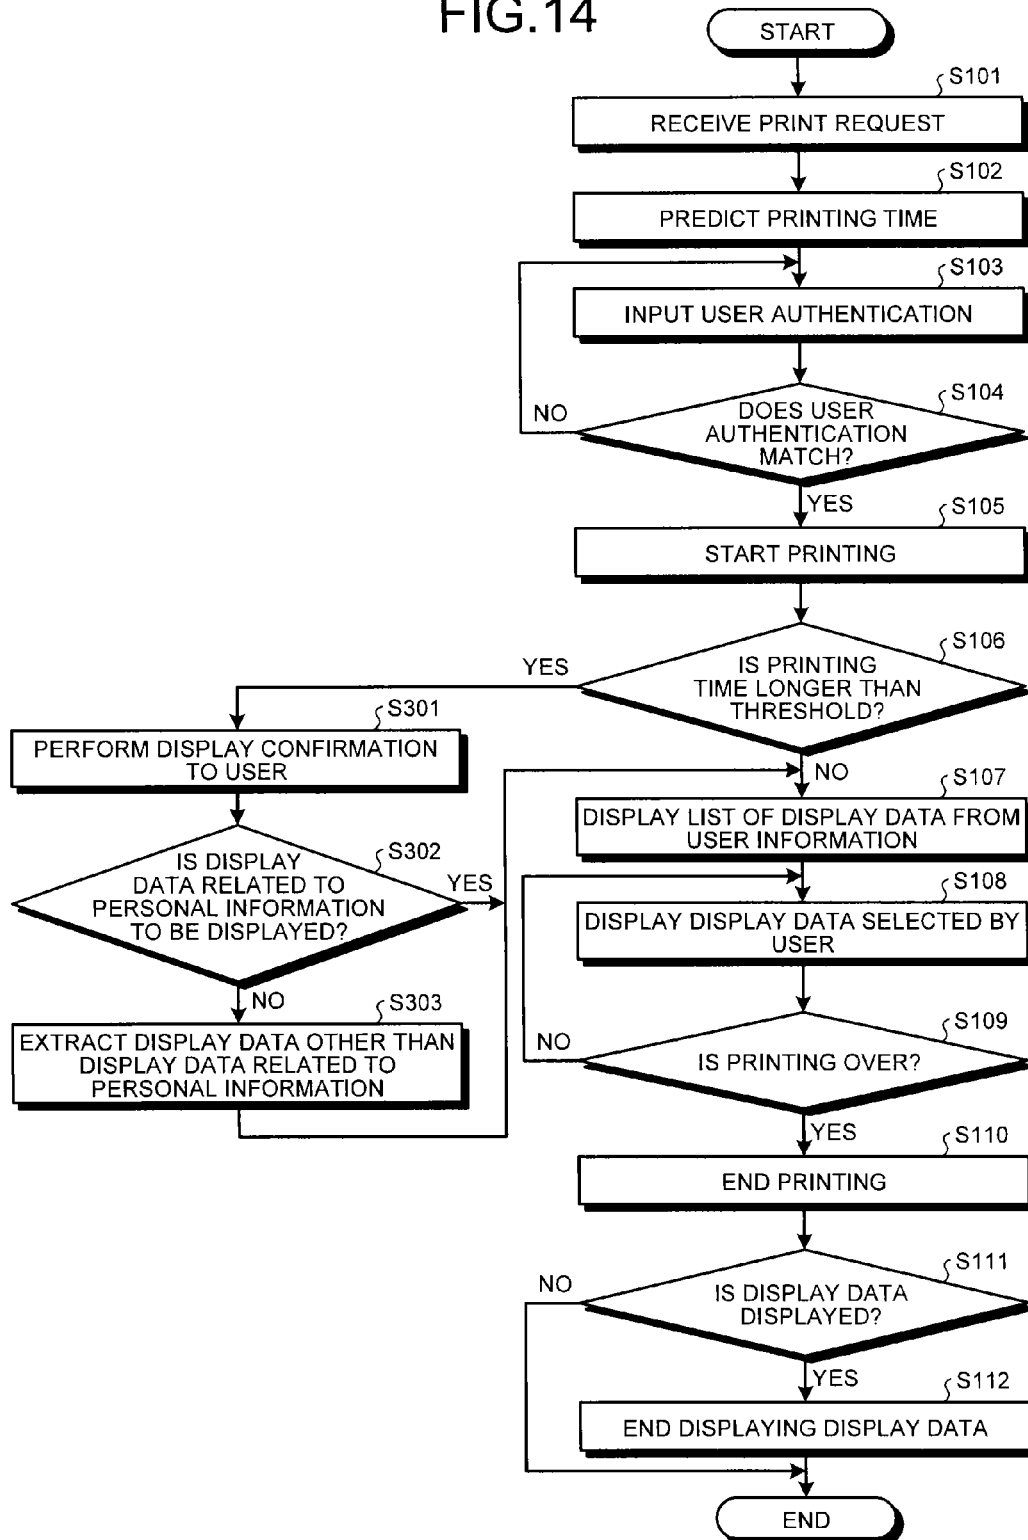 FIG.14
START
S101
RECEIVE PRINT REQUEST
S102
PREDICT PRINTING TIME
S103
INPUT USER AUTHENTICATION
S104
DOES USER
AUTHENTICATION
MATCH?
NO
YES
S105
START PRINTING
S106
IS PRINTING
TIME LONGER THAN
THRESHOLD?
YES
NO
S301
PERFORM DISPLAY CONFIRMATION
TO USER
S302
IS DISPLAY
DATA RELATED TO
PERSONAL INFORMATION
TO BE DISPLAYED?
YES
NO
S303
EXTRACT DISPLAY DATA OTHER THAN
DISPLAY DATA RELATED TO
PERSONAL INFORMATION
S107
DISPLAY LIST OF DISPLAY DATA FROM
USER INFORMATION
S108
DISPLAY DISPLAY DATA SELECTED BY
USER
S109
IS PRINTING OVER?
NO
YES
S110
END PRINTING
S111
IS DISPLAY DATA
DISPLAYED?
NO
YES
S112
END DISPLAYING DISPLAY DATA
END